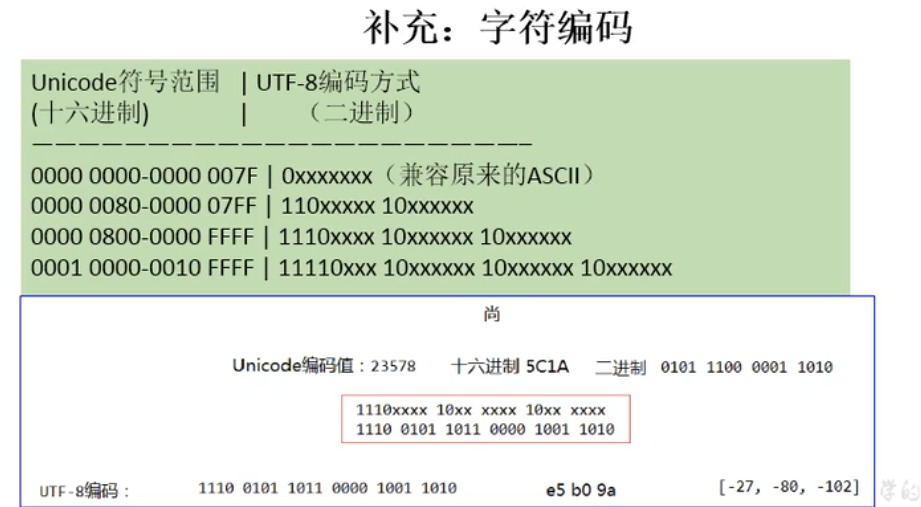 补充：字符编码
Unicode符号范围 | UTF-8编码方式
(十六进制) | （二进制）
————————————————————–
0000 0000-0000 007F | 0xxxxxxx（兼容原来的ASCII）
0000 0080-0000 07FF | 110xxxxx 10xxxxxx
0000 0800-0000 FFFF | 1110xxxx 10xxxxxx 10xxxxxx
0001 0000-0010 FFFF | 11110xxx 10xxxxxx 10xxxxxx 10xxxxxx
尚
Unicode编码值：23578 十六进制 5C1A 二进制 0101 1100 0001 1010
1110xxxx 10xx xxxx 10xx xxxx
1110 0101 1011 0000 1001 1010
UTF-8编码： 1110 0101 1011 0000 1001 1010 e5 b0 9a [-27, -80, -102]
学的